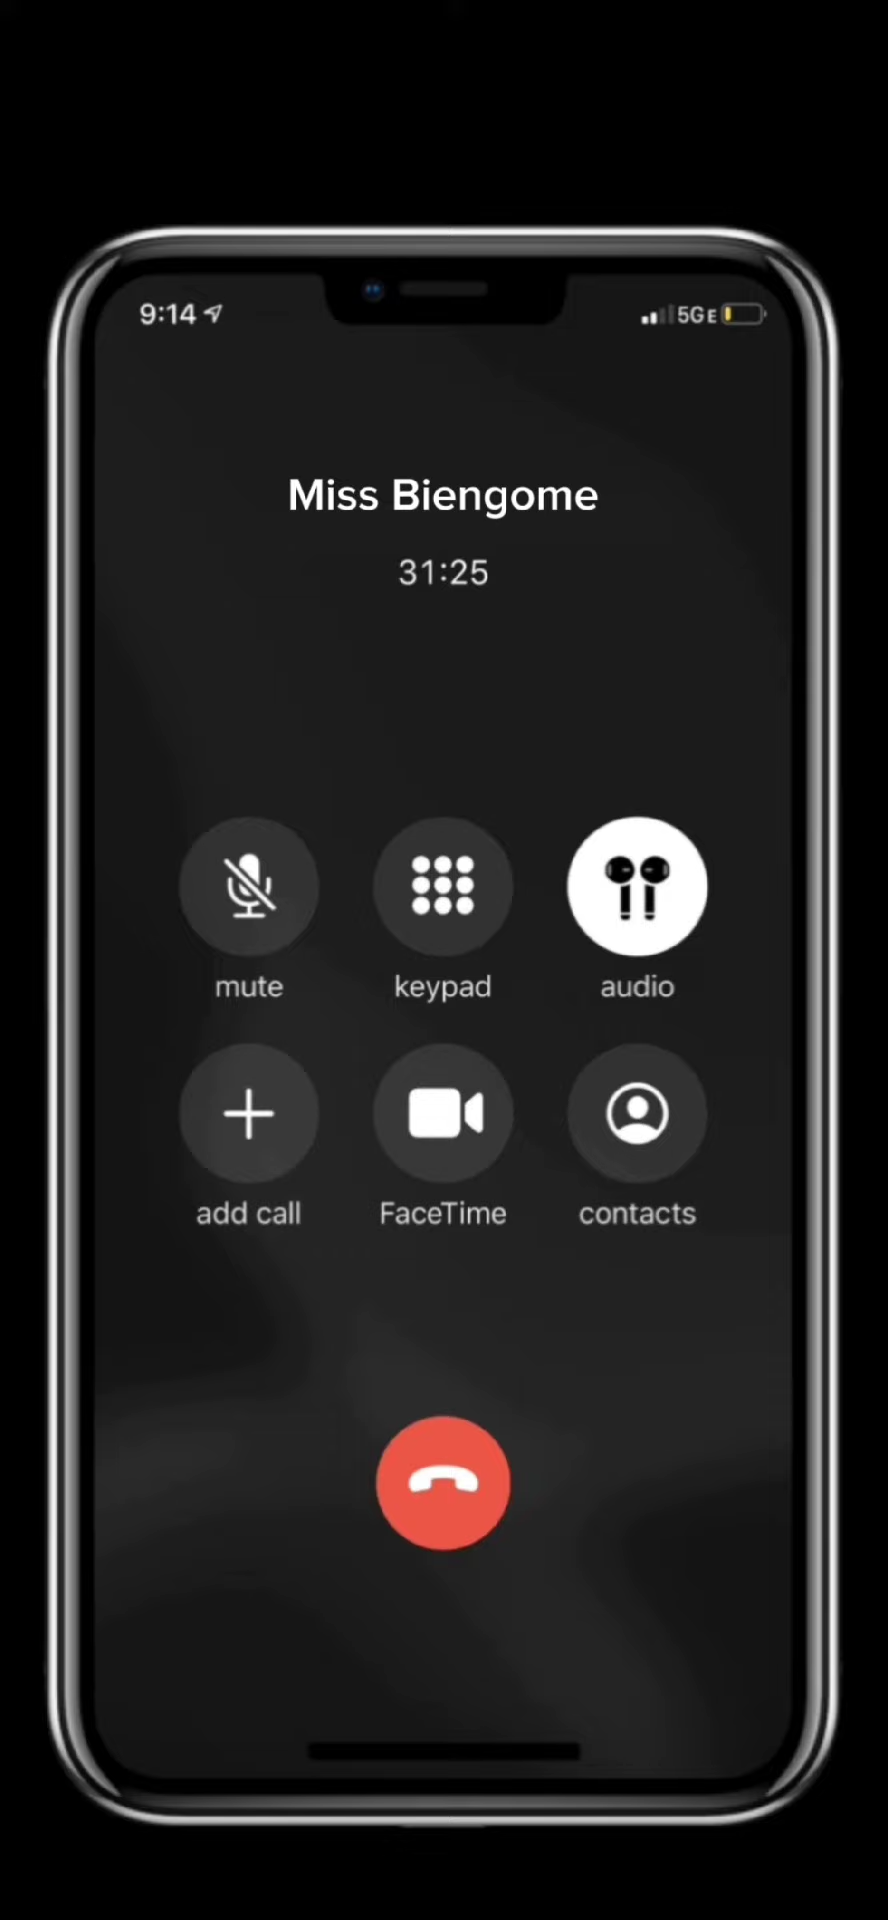 9:14
5GE
Miss Biengome
31:25
mute
keypad
audio
add call
FaceTime
contacts